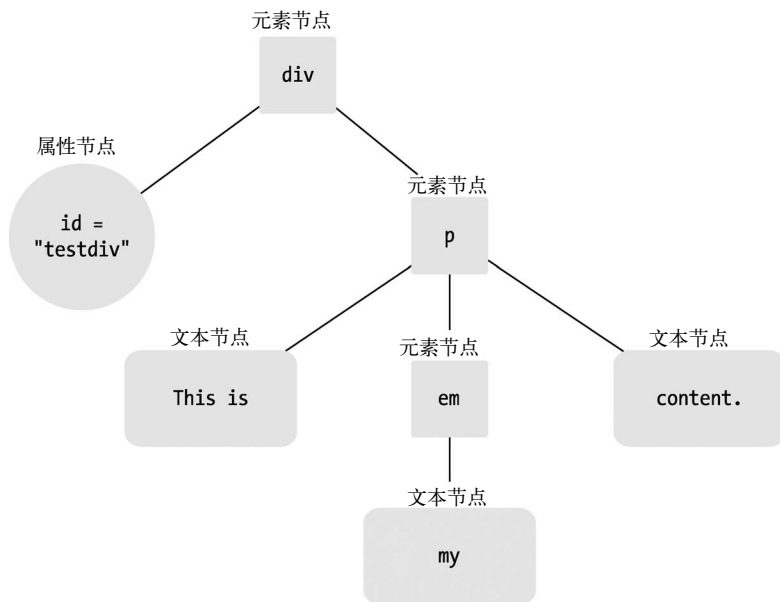 元素节点
div
属性节点
id =
"testdiv"
元素节点
p
文本节点
This is
元素节点
em
文本节点
content.
文本节点
my